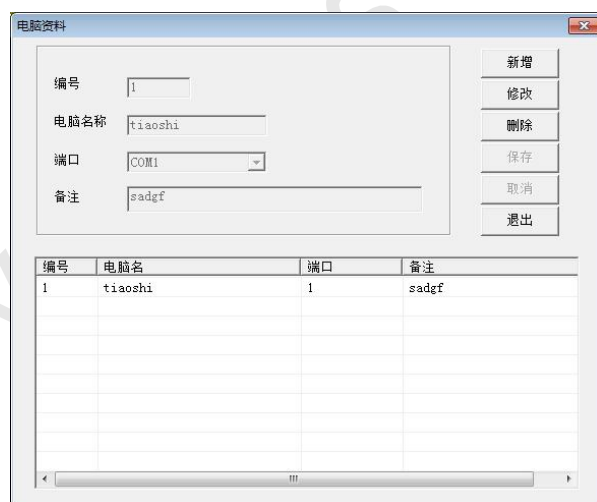 电脑资料
编号 1
电脑名称 tiaoshi
端口 COM1
备注 sadgf
新增
修改
删除
保存
取消
退出
编号 电脑名 端口 备注
1 tiaoshi 1 sadgf